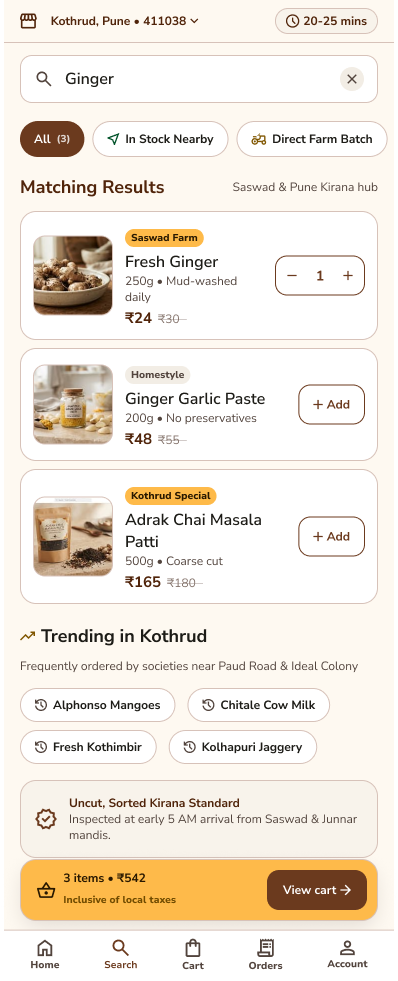 Kothrud, Pune • 411038
20-25 mins
Ginger
All (3)
In Stock Nearby
Direct Farm Batch
Matching Results
Saswad & Pune Kirana hub
Saswad Farm
Fresh Ginger
250g • Mud-washed
daily
₹24 ₹30
− 1 +
Homestyle
Ginger Garlic Paste
200g • No preservatives
₹48 ₹55
+ Add
Kothrud Special
Adrak Chai Masala
Patti
500g • Coarse cut
₹165 ₹180
+ Add
Trending in Kothrud
Frequently ordered by societies near Paud Road & Ideal Colony
Alphonso Mangoes
Chitale Cow Milk
Fresh Kothimbir
Kolhapuri Jaggery
Uncut, Sorted Kirana Standard
Inspected at early 5 AM arrival from Saswad & Junnar
mandis.
3 items • ₹542
Inclusive of local taxes
View cart →
Home
Search
Cart
Orders
Account